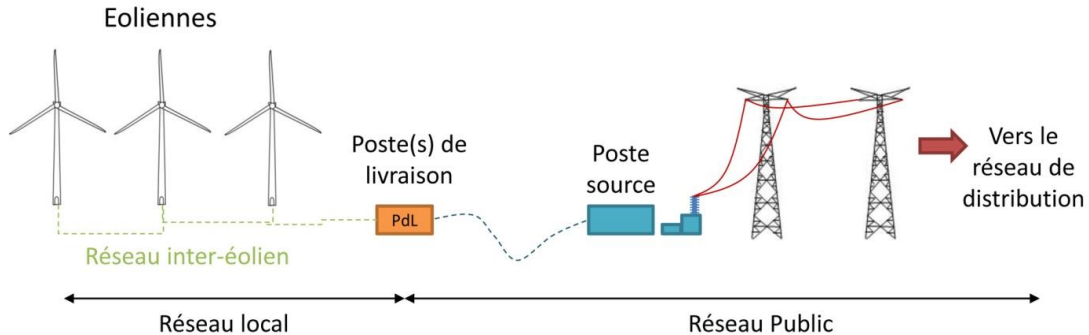 Eoliennes
Poste(s) de
livraison
PdL
Réseau inter-éolien
Poste
source
Vers le
réseau de
distribution
Réseau local
Réseau Public